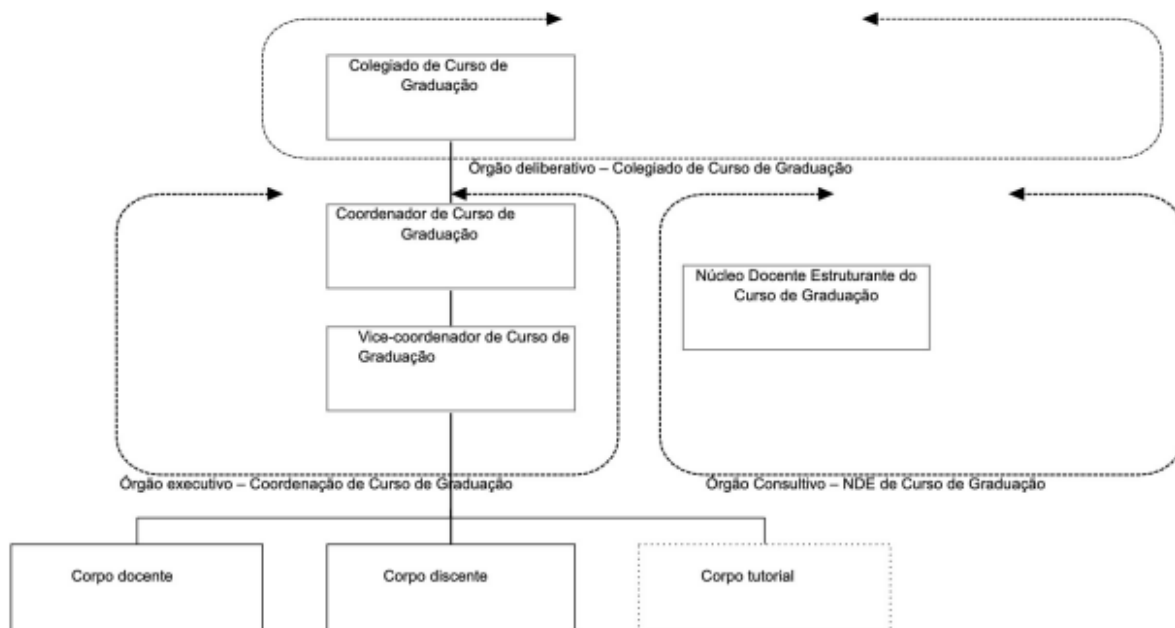 Colegiado de Curso de
Graduação
Órgão deliberativo – Colegiado de Curso de Graduação
Coordenador de Curso de
Graduação
Núcleo Docente Estruturante do
Curso de Graduação
Vice-coordenador de Curso de
Graduação
Órgão executivo – Coordenação de Curso de Graduação
Órgão Consultivo – NDE de Curso de Graduação
Corpo docente
Corpo discente
Corpo tutorial